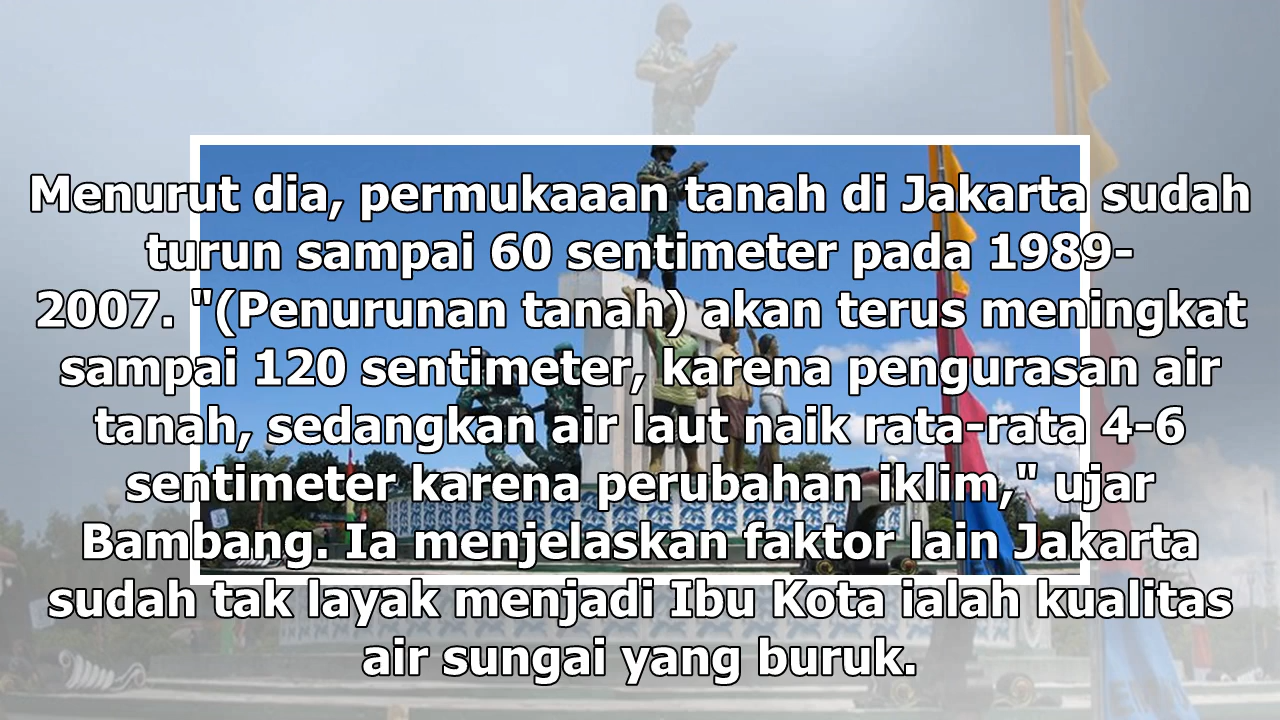 Menurut dia, permukaaan tanah di Jakarta sudah
turun sampai 60 sentimeter pada 1989-
2007. "(Penurunan tanah) akan terus meningkat
sampai 120 sentimeter, karena pengurasan air
tanah, sedangkan air laut naik rata-rata 4-6
sentimeter karena perubahan iklim," ujar
Bambang. Ia menjelaskan faktor lain Jakarta
sudah tak layak menjadi Ibu Kota ialah kualitas
air sungai yang buruk.